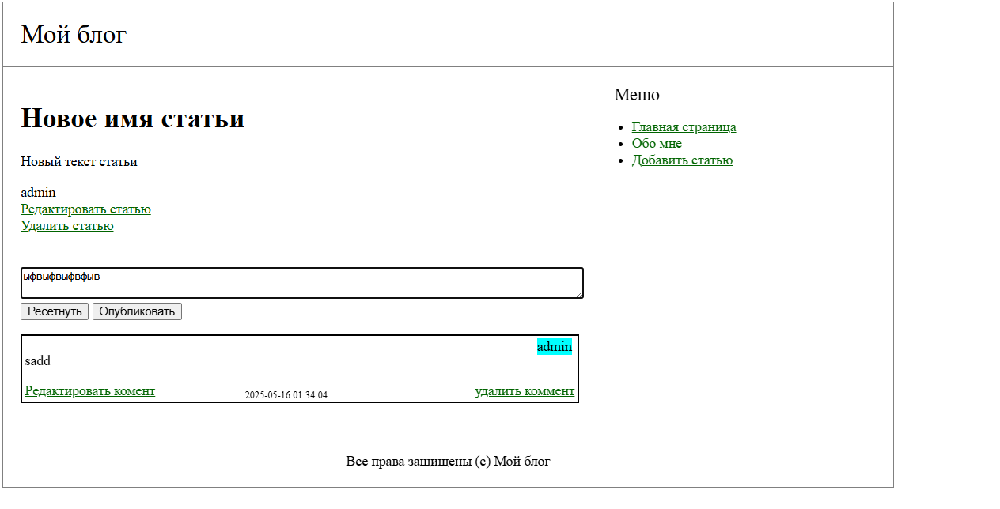 Мой блог
Новое имя статьи
Новый текст статьи
admin
Редактировать статью
Удалить статью
ыфвыфвыфвфыв
Ресетнуть Опубликовать
admin
sadd
Редактировать комент 2025-05-16 01:34:04 удалить коммент
Меню
Главная страница
Обо мне
Добавить статью
Все права защищены (c) Мой блог